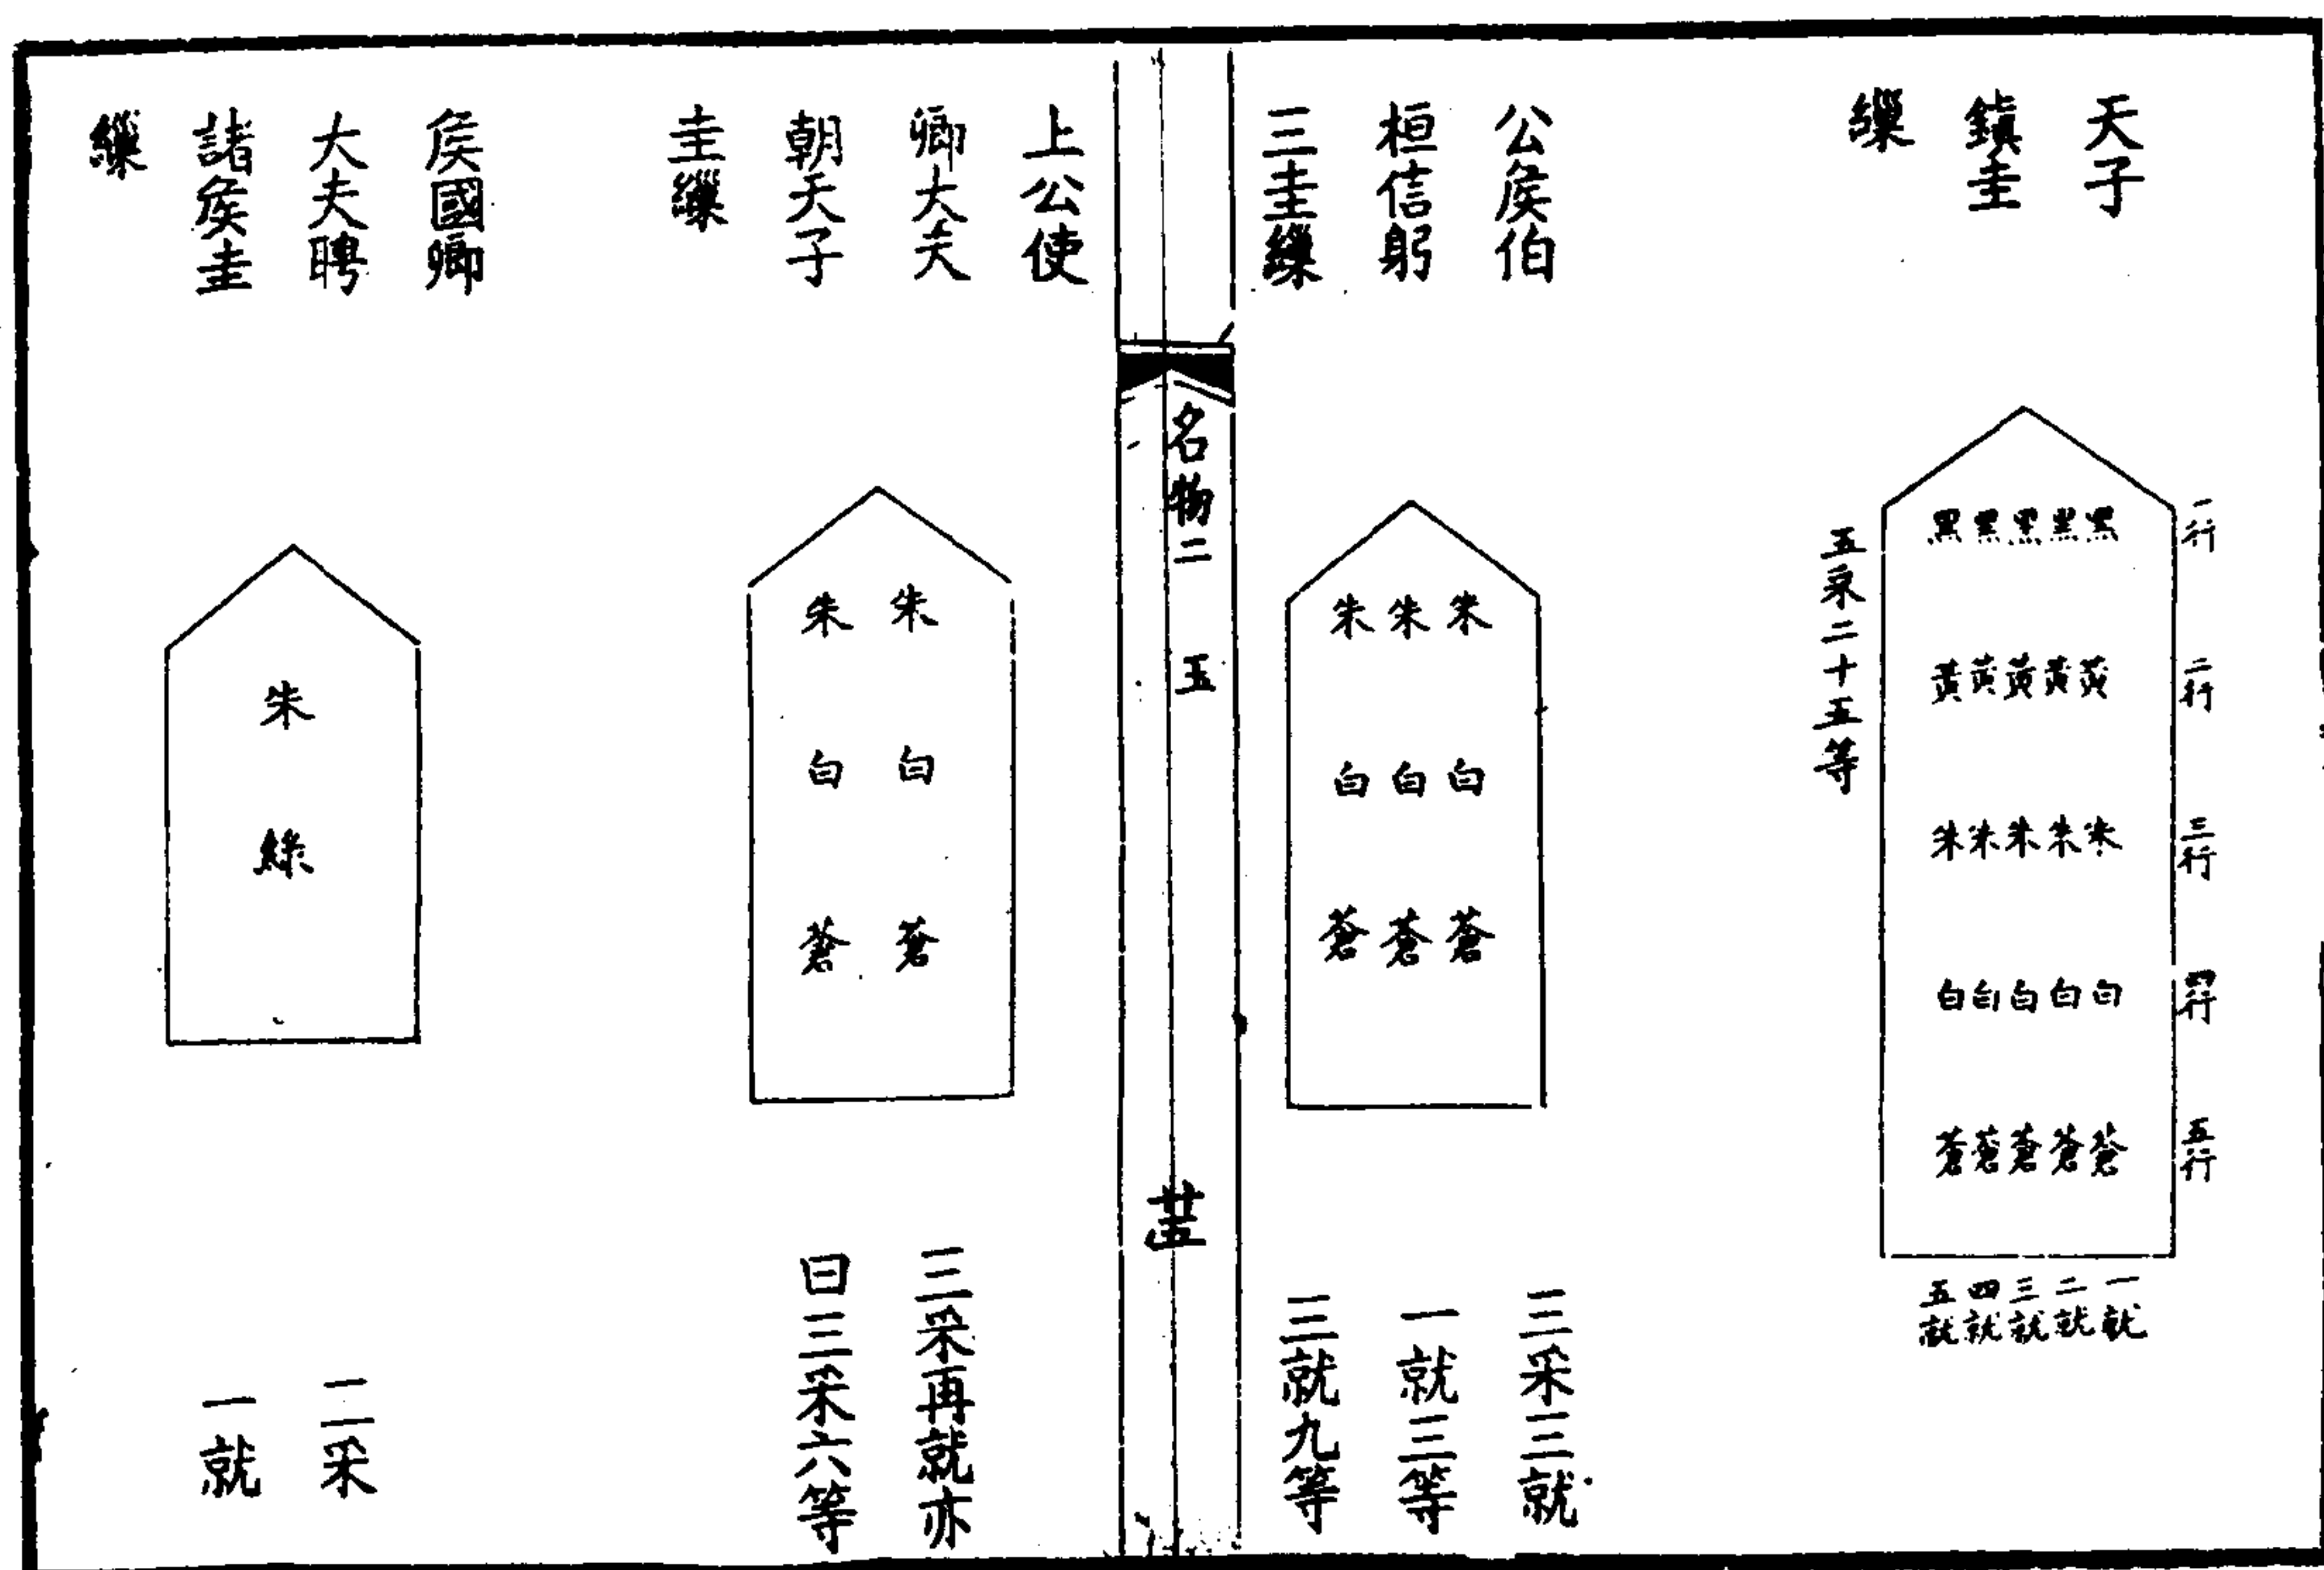 天子
鎮圭
繅
一行
二行
三行
四行
五行
黑黑黑黑黑
黃黃黃黃黃
朱朱朱朱朱
白白白白白
蒼蒼蒼蒼蒼
一就
二就
三就
四就
五就
五采二十五等
公矦伯
桓信躬
三圭繅
朱朱朱
白白白
蒼蒼蒼
三采三就
一就三等
三就九等
名物二 五
上公使
卿大夫
朝天子
圭繅
朱朱
白白
蒼蒼
三采再就亦
曰三采六等
矦國卿
大夫聘
諸矦圭
繅
朱
綠
二采
一就